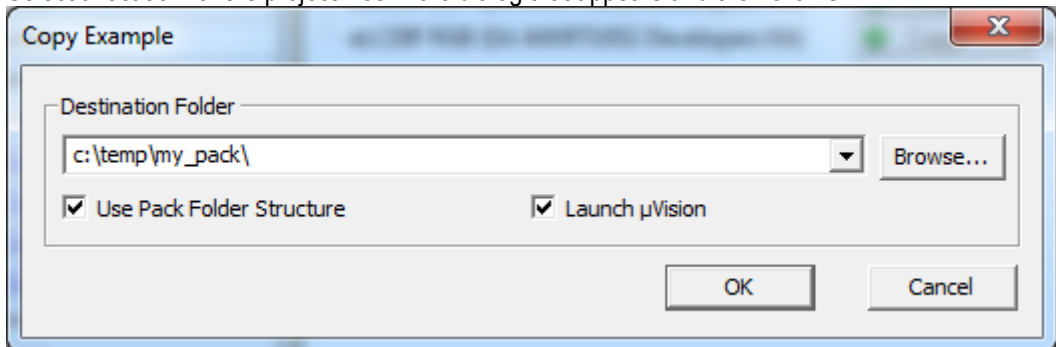 Copy Example
Destination Folder
c:\temp\my_pack\
Browse...
Use Pack Folder Structure
Launch µVision
OK
Cancel